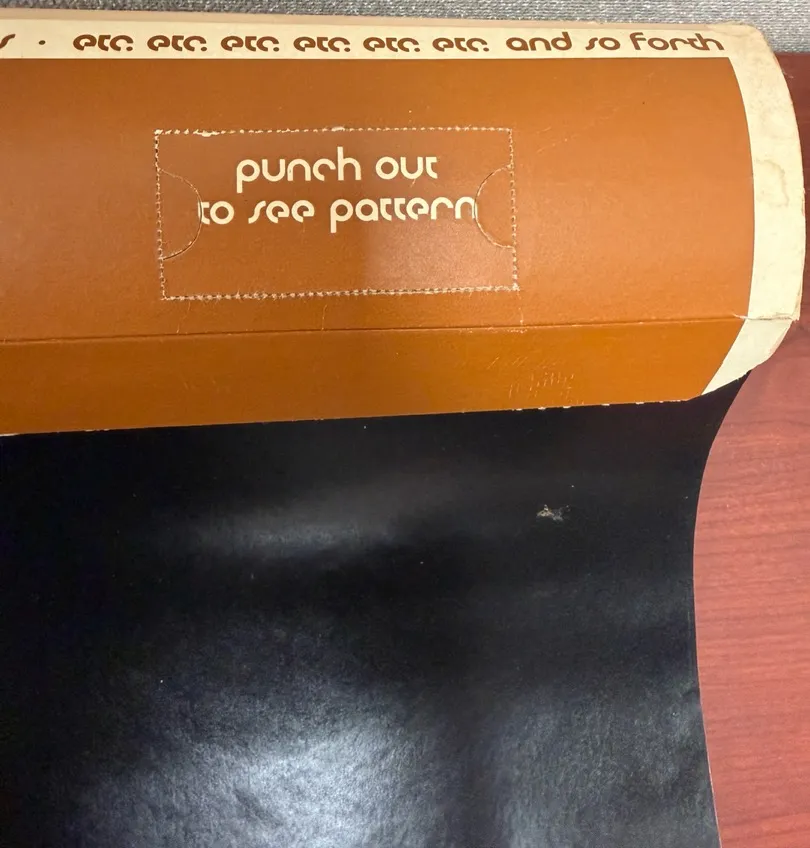 s · etc. etc. etc. etc. etc. etc. and so forth
punch out
to see pattern